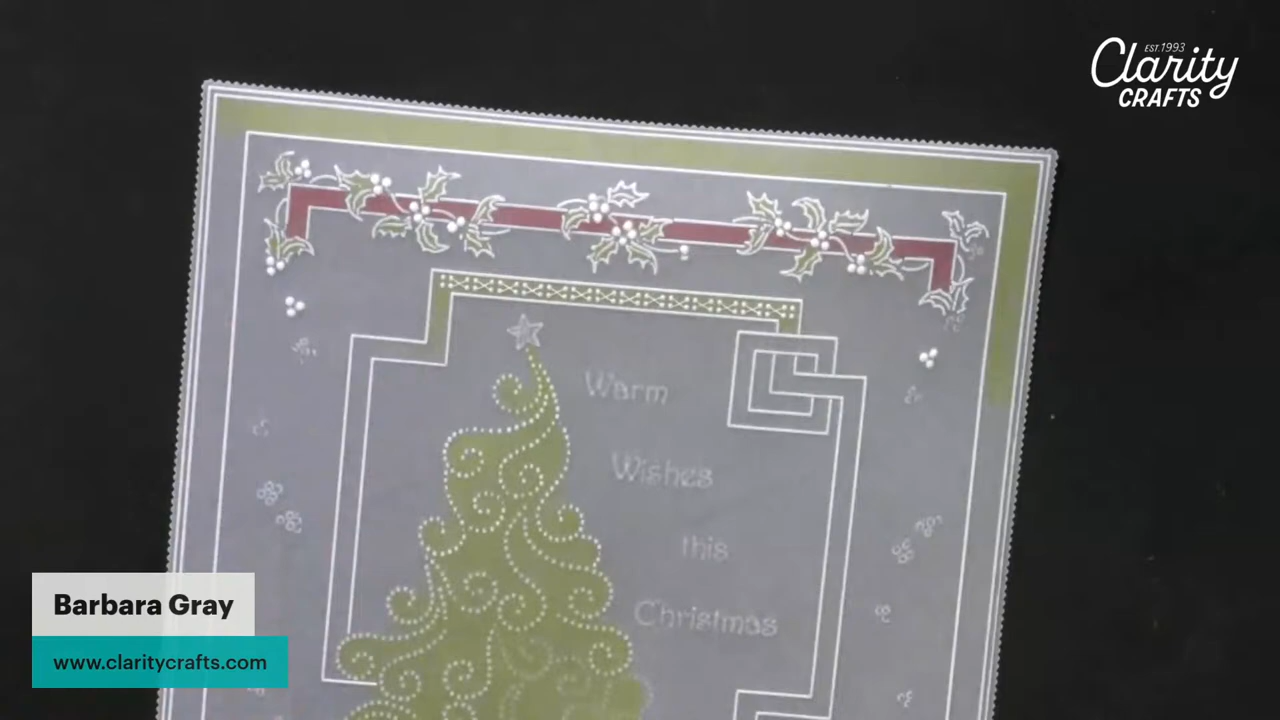 EST. 1993
Clarity
CRAFTS
Warm
Wishes
this
Christmas
Barbara Gray
www.claritycrafts.com